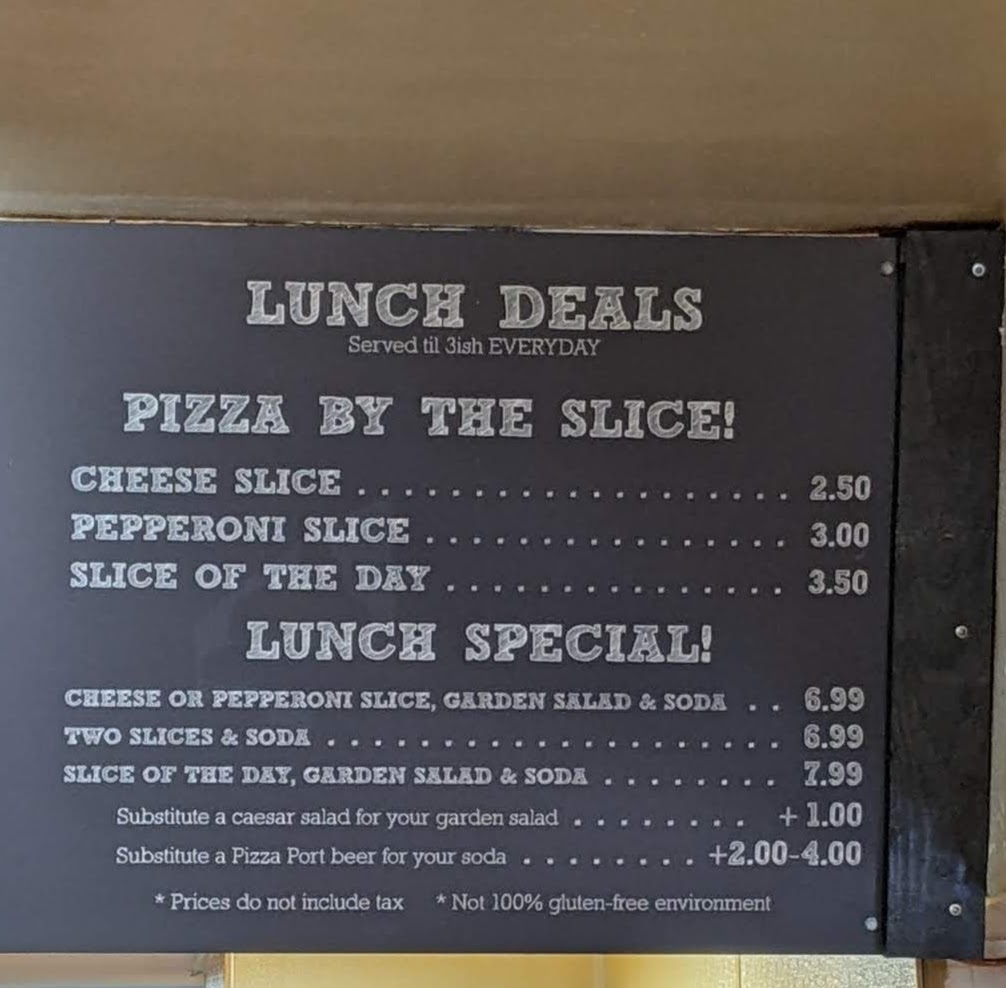 LUNCH DEALS
Served til 3ish EVERYDAY
PIZZA BY THE SLICE!
CHEESE SLICE . . . . . . . . . . . . . . . . . . . 2.50
PEPPERONI SLICE . . . . . . . . . . . . . . . . 3.00
SLICE OF THE DAY . . . . . . . . . . . . . . . 3.50
LUNCH SPECIAL!
CHEESE OR PEPPERONI SLICE, GARDEN SALAD & SODA . . 6.99
TWO SLICES & SODA . . . . . . . . . . . . . . . . . . . . 6.99
SLICE OF THE DAY, GARDEN SALAD & SODA . . . . . . . . 7.99
Substitute a caesar salad for your garden salad . . . . . . . . + 1.00
Substitute a Pizza Port beer for your soda . . . . . . . . +2.00-4.00
* Prices do not include tax * Not 100% gluten-free environment